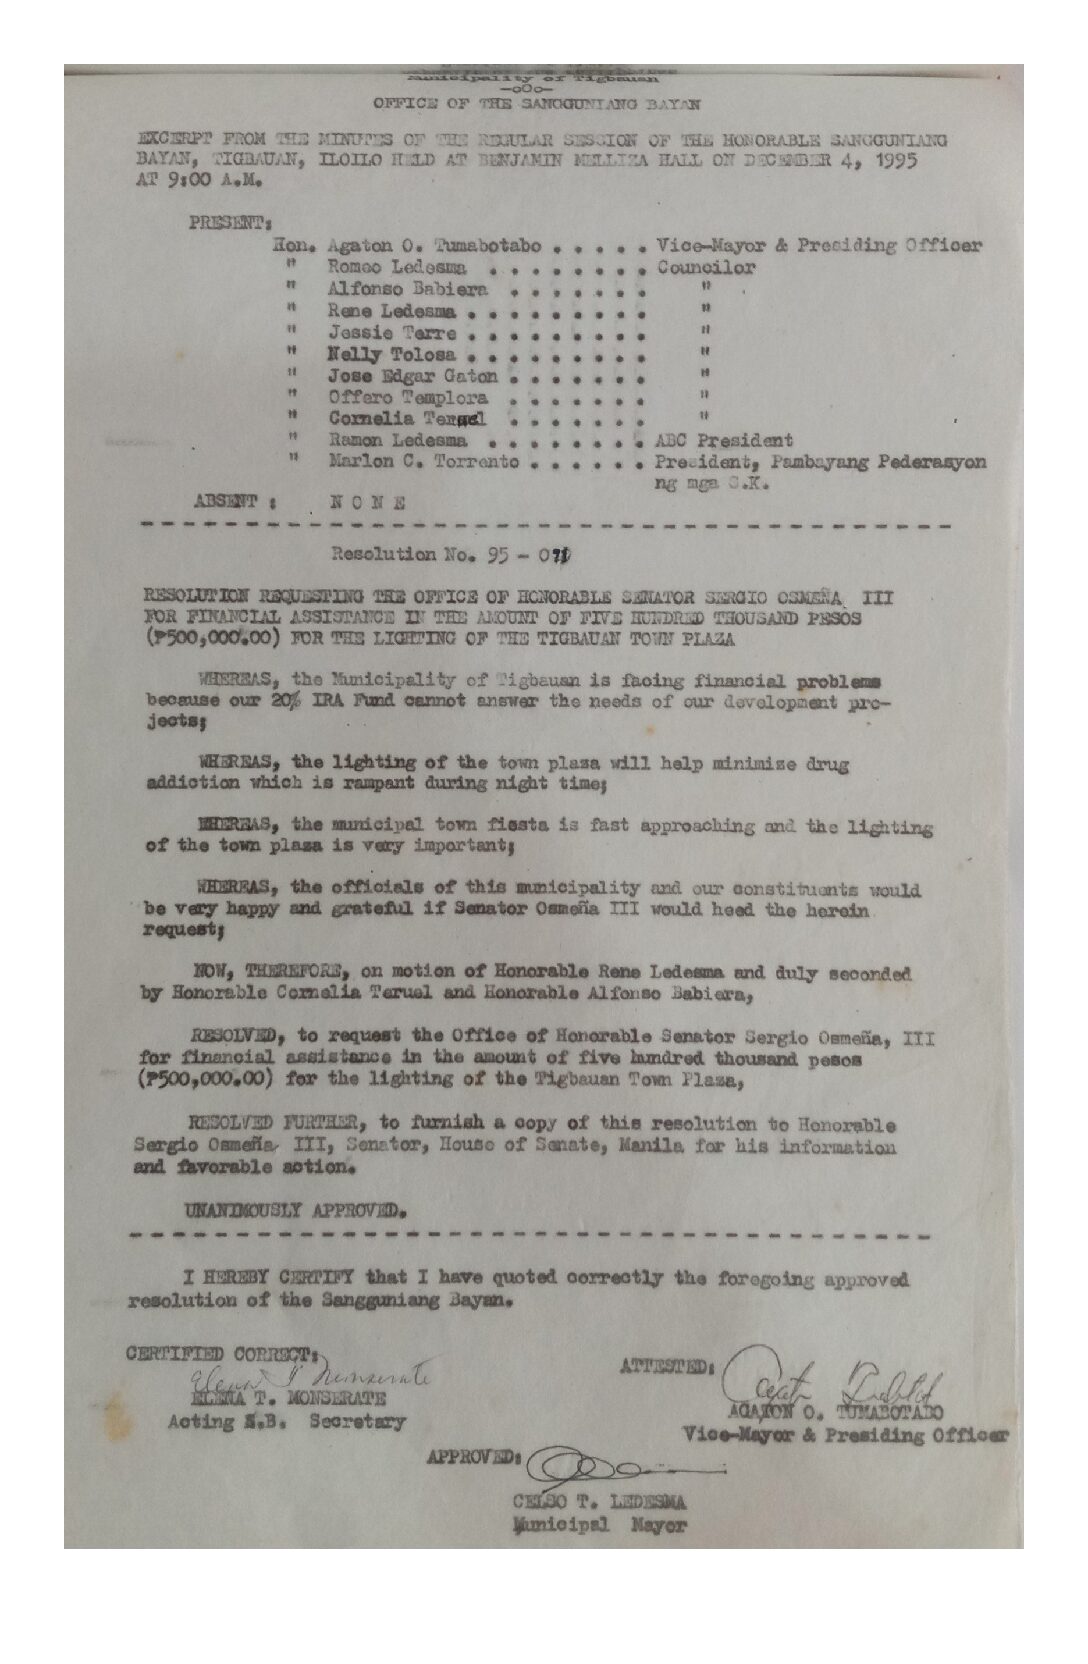 Municipality of Tigbauan
-o0o-
OFFICE OF THE SANGGUNIANG BAYAN
EXCERPT FROM THE MINUTES OF THE REGULAR SESSION OF THE HONORABLE SANGGUNIANG
BAYAN, TIGBAUAN, ILOILO HELD AT BENJAMIN MELLIZA HALL ON DECEMBER 4, 1995
AT 9:00 A.M.
PRESENT:
Hon. Agaton O. Tumabotabo . . . . . Vice-Mayor & Presiding Officer
" Romeo Ledesma . . . . . . . . Councilor
" Alfonso Babiera . . . . . . . "
" Rene Ledesma . . . . . . . . . "
" Jessie Terre . . . . . . . . . "
" Nelly Tolosa . . . . . . . . . "
" Jose Edgar Gaton . . . . . . . "
" Offero Templora . . . . . . . "
" Cornelia Teruel . . . . . . . "
" Ramon Ledesma . . . . . . . . ABC President
" Marlon C. Torrento . . . . . . President, Pambayang Pederasyon
ng mga S.K.
ABSENT : N O N E
Resolution No. 95 -
RESOLUTION REQUESTING THE OFFICE OF HONORABLE SENATOR SERGIO OSMEÑA III
FOR FINANCIAL ASSISTANCE IN THE AMOUNT OF FIVE HUNDRED THOUSAND PESOS
(₱500,000.00) FOR THE LIGHTING OF THE TIGBAUAN TOWN PLAZA
WHEREAS, the Municipality of Tigbauan is facing financial problems
because our 20% IRA Fund cannot answer the needs of our development pro-
jects;
WHEREAS, the lighting of the town plaza will help minimize drug
addiction which is rampant during night time;
WHEREAS, the municipal town fiesta is fast approaching and the lighting
of the town plaza is very important;
WHEREAS, the officials of this municipality and our constituents would
be very happy and grateful if Senator Osmeña III would heed the herein
request;
NOW, THEREFORE, on motion of Honorable Rene Ledesma and duly seconded
by Honorable Cornelia Teruel and Honorable Alfonso Babiera,
RESOLVED, to request the Office of Honorable Senator Sergio Osmeña, III
for financial assistance in the amount of five hundred thousand pesos
(₱500,000.00) for the lighting of the Tigbauan Town Plaza,
RESOLVED FURTHER, to furnish a copy of this resolution to Honorable
Sergio Osmeña III, Senator, House of Senate, Manila for his information
and favorable action.
UNANIMOUSLY APPROVED.
I HEREBY CERTIFY that I have quoted correctly the foregoing approved
resolution of the Sangguniang Bayan.
CERTIFIED CORRECT:
Elena T Monserate
ELENA T. MONSERATE
Acting S.B. Secretary
ATTESTED:
AGATON O. TUMABOTABO
Vice-Mayor & Presiding Officer
APPROVED:
CELSO T. LEDESMA
Municipal Mayor